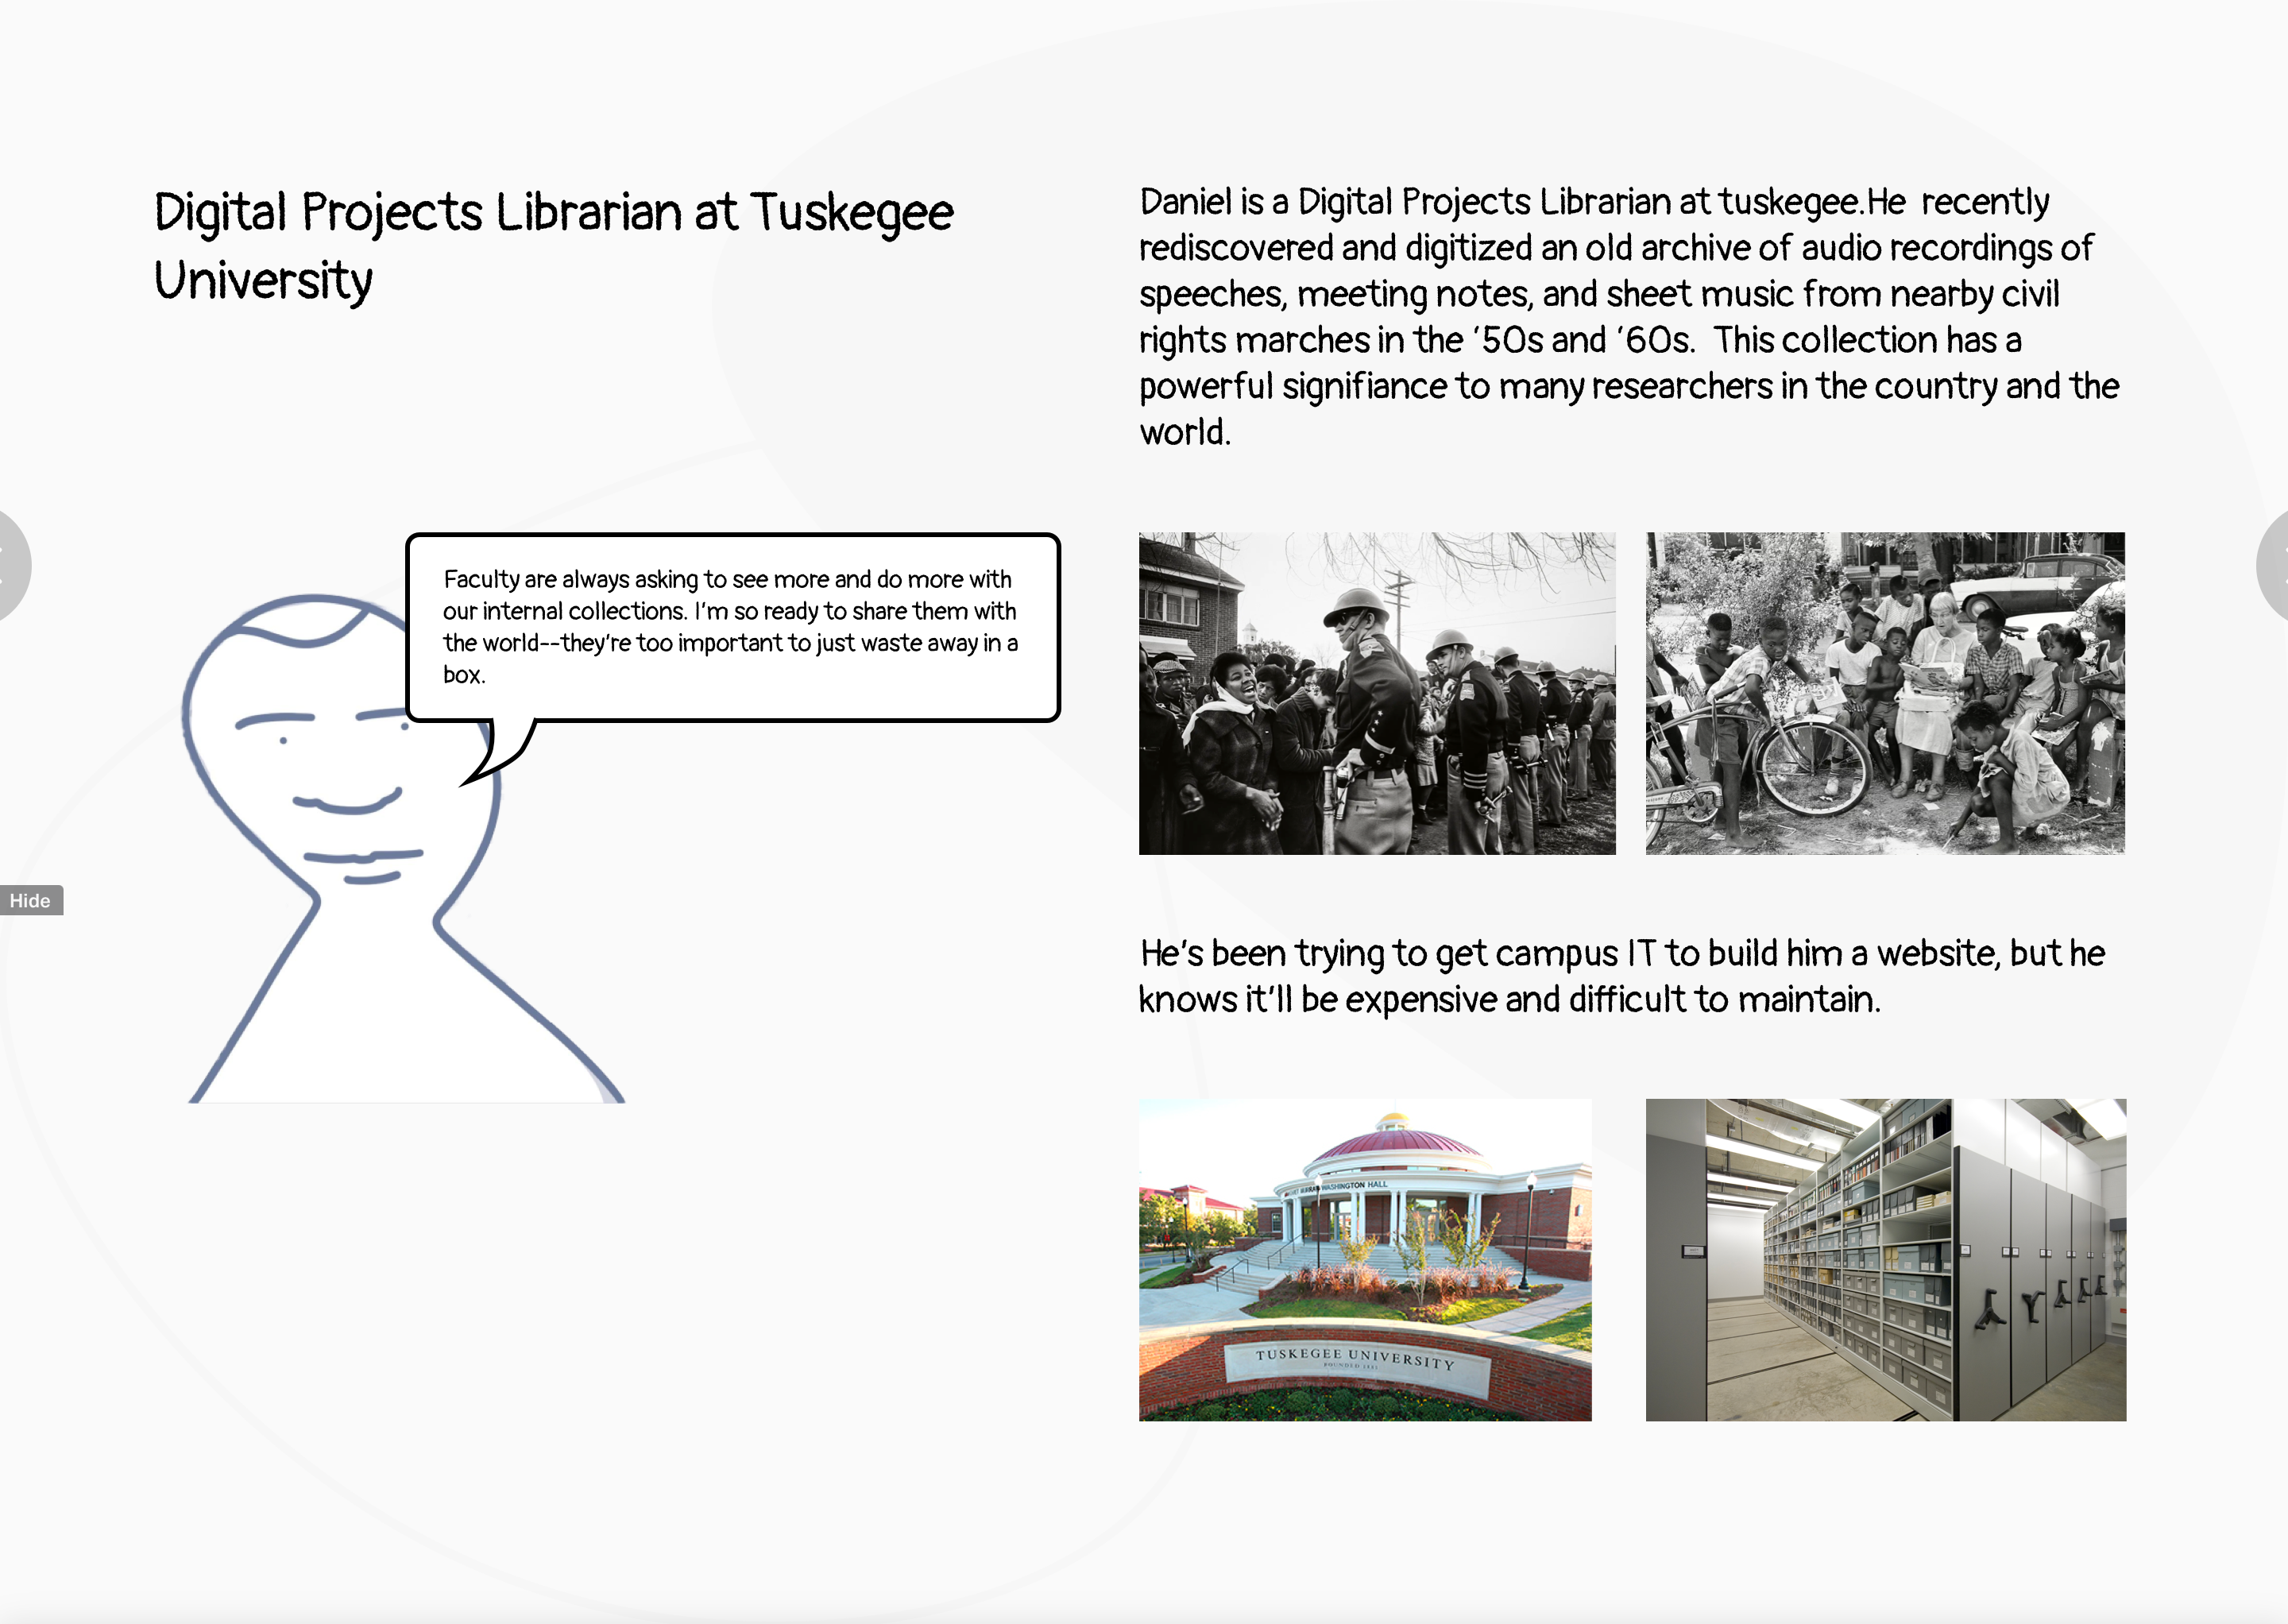 Digital Projects Librarian at Tuskegee
University
Faculty are always asking to see more and do more with
our internal collections. I'm so ready to share them with
the world--they're too important to just waste away in a
box.
Hide
Daniel is a Digital Projects Librarian at tuskegee.He  recently
rediscovered and digitized an old archive of audio recordings of
speeches, meeting notes, and sheet music from nearby civil
rights marches in the ‘50s and ‘60s.  This collection has a
powerful signifiance to many researchers in the country and the
world.
He's been trying to get campus IT to build him a website, but he
knows it'll be expensive and difficult to maintain.
WASHINGTON HALL
TUSKEGEE UNIVERSITY
FOUNDED 1881